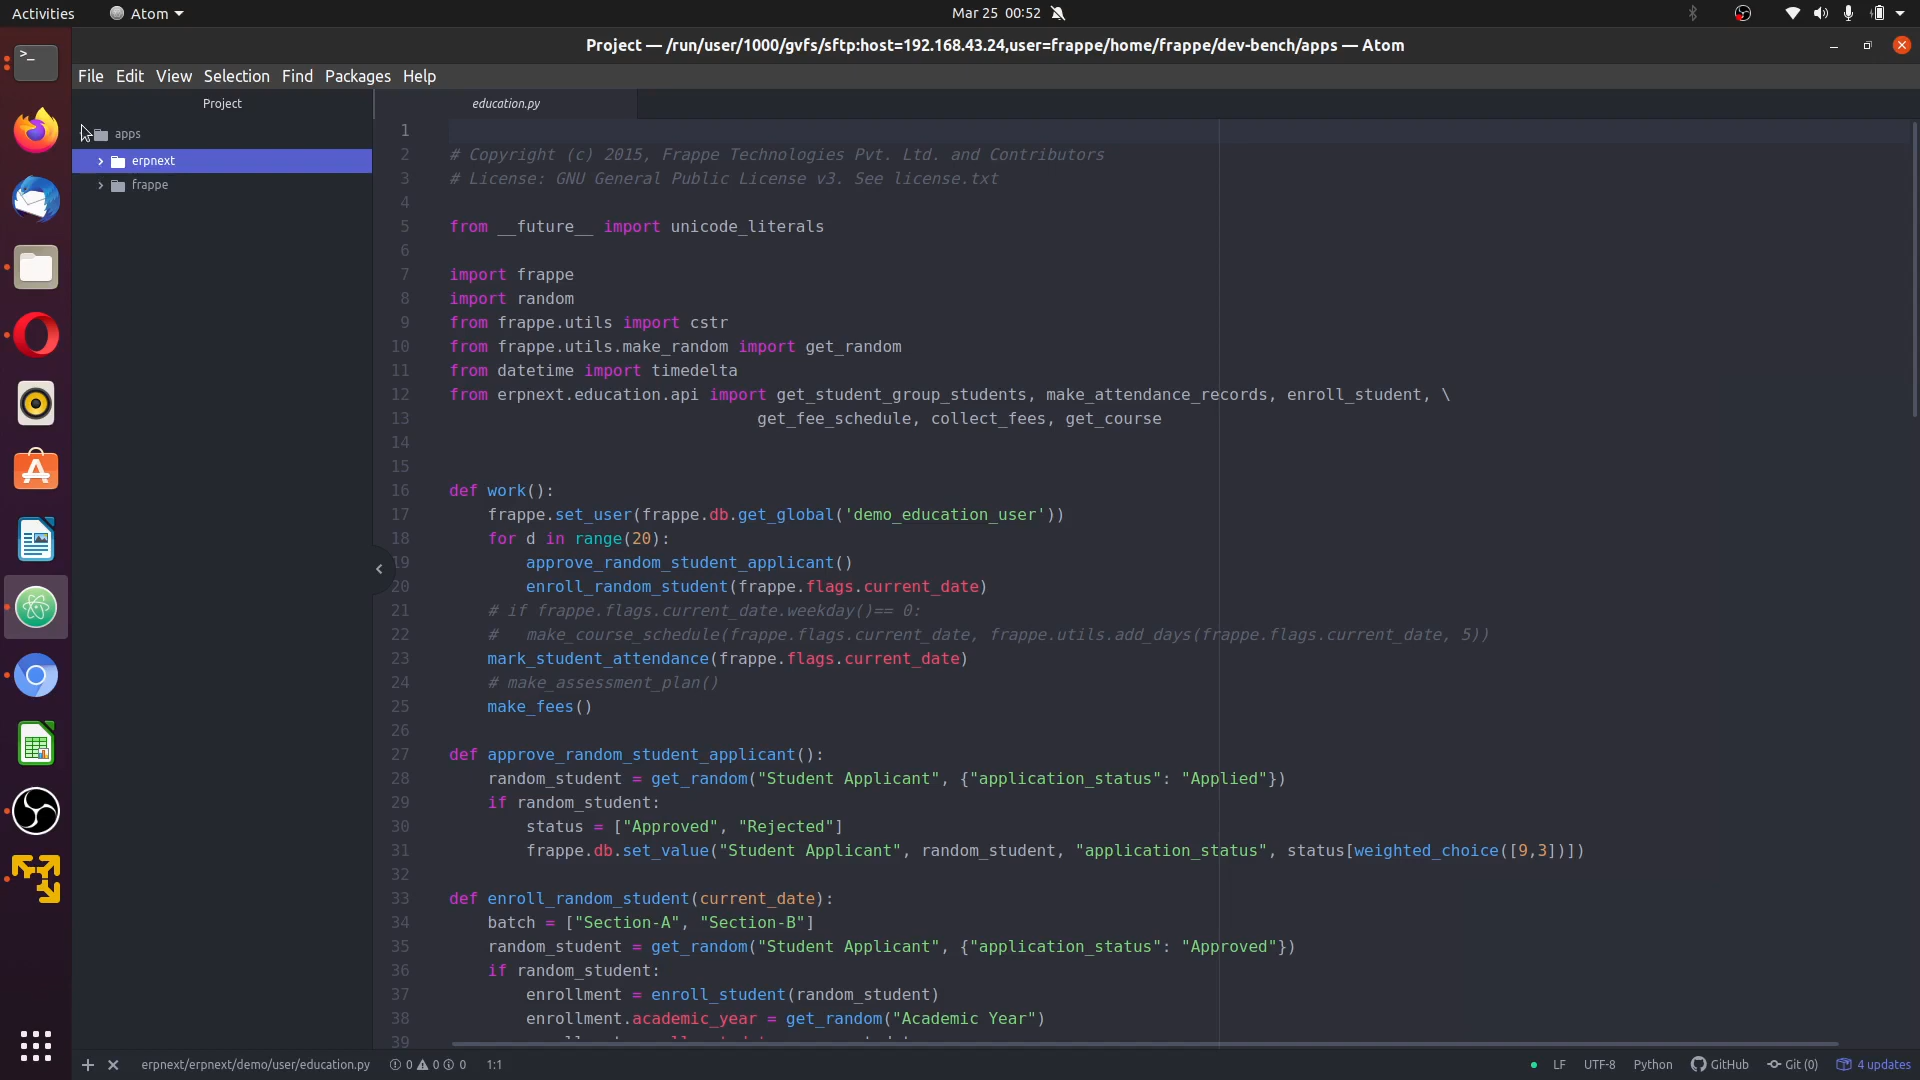 Activities
Atom
Mar 25 00:52
Project — /run/user/1000/gvfs/sftp:host=192.168.43.24,user=frappe/home/frappe/dev-bench/apps — Atom
File Edit View Selection Find Packages Help
Project
education.py
apps
erpnext
frappe
1
2 # Copyright (c) 2015, Frappe Technologies Pvt. Ltd. and Contributors
3 # License: GNU General Public License v3. See license.txt
4
5 from __future__ import unicode_literals
6
7 import frappe
8 import random
9 from frappe.utils import cstr
10 from frappe.utils.make_random import get_random
11 from datetime import timedelta
12 from erpnext.education.api import get_student_group_students, make_attendance_records, enroll_student, \
13 get_fee_schedule, collect_fees, get_course
14
15
16 def work():
17 frappe.set_user(frappe.db.get_global('demo_education_user'))
18 for d in range(20):
19 approve_random_student_applicant()
20 enroll_random_student(frappe.flags.current_date)
21 # if frappe.flags.current_date.weekday()== 0:
22 # make_course_schedule(frappe.flags.current_date, frappe.utils.add_days(frappe.flags.current_date, 5))
23 mark_student_attendance(frappe.flags.current_date)
24 # make_assessment_plan()
25 make_fees()
26
27 def approve_random_student_applicant():
28 random_student = get_random("Student Applicant", {"application_status": "Applied"})
29 if random_student:
30 status = ["Approved", "Rejected"]
31 frappe.db.set_value("Student Applicant", random_student, "application_status", status[weighted_choice([9,3])])
32
33 def enroll_random_student(current_date):
34 batch = ["Section-A", "Section-B"]
35 random_student = get_random("Student Applicant", {"application_status": "Approved"})
36 if random_student:
37 enrollment = enroll_student(random_student)
38 enrollment.academic_year = get_random("Academic Year")
39
erpnext/erpnext/demo/user/education.py 0 0 0 1:1
LF UTF-8 Python GitHub Git (0) 4 updates